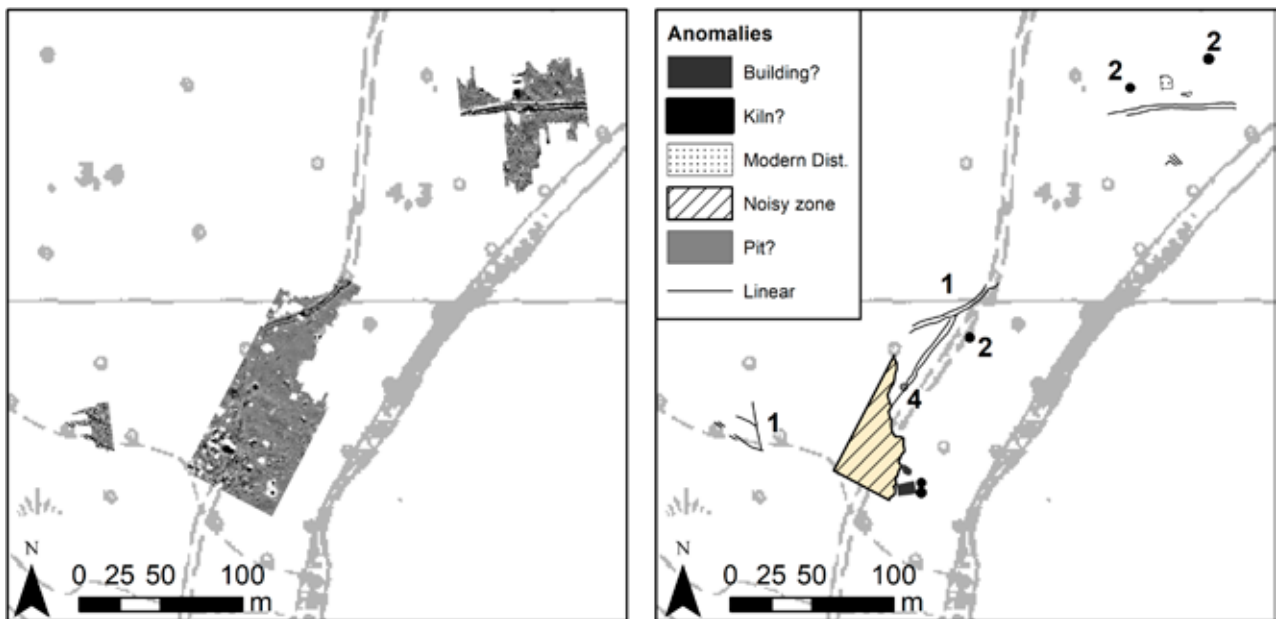 3,4
4,3
N
0 25 50 100
m
Anomalies
Building?
Kiln?
Modern Dist.
Noisy zone
Pit?
Linear
2
2
4,3
1
2
4
1
N
0 25 50 100
m